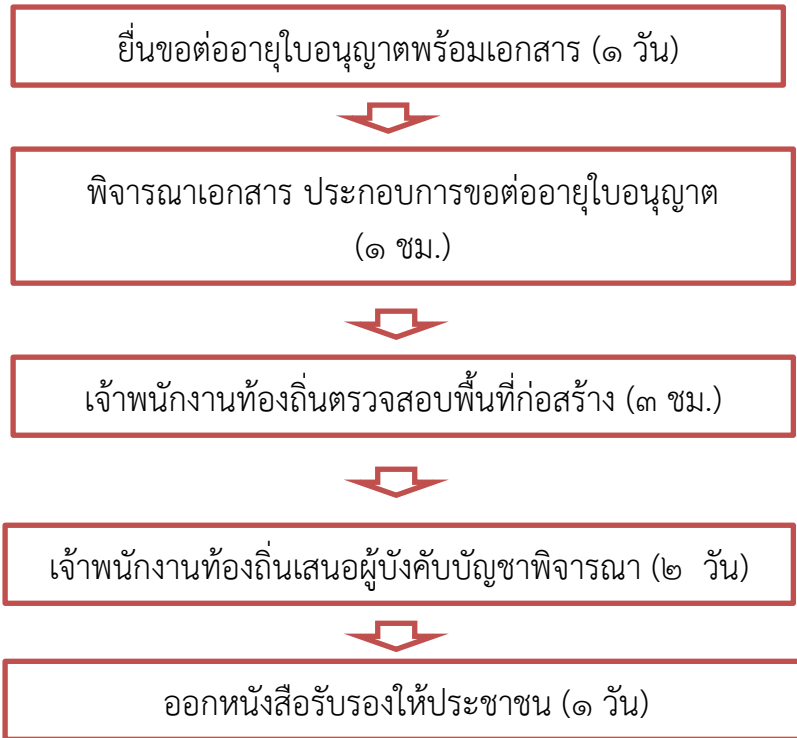 ยื่นขอต่ออายุใบอนุญาตพร้อมเอกสาร (๑ วัน)
พิจารณาเอกสาร ประกอบการขอต่ออายุใบอนุญาต
(๑ ชม.)
เจ้าพนักงานท้องถิ่นตรวจสอบพื้นที่ก่อสร้าง (๓ ชม.)
เจ้าพนักงานท้องถิ่นเสนอผู้บังคับบัญชาพิจารณา (๒ วัน)
ออกหนังสือรับรองให้ประชาชน (๑ วัน)